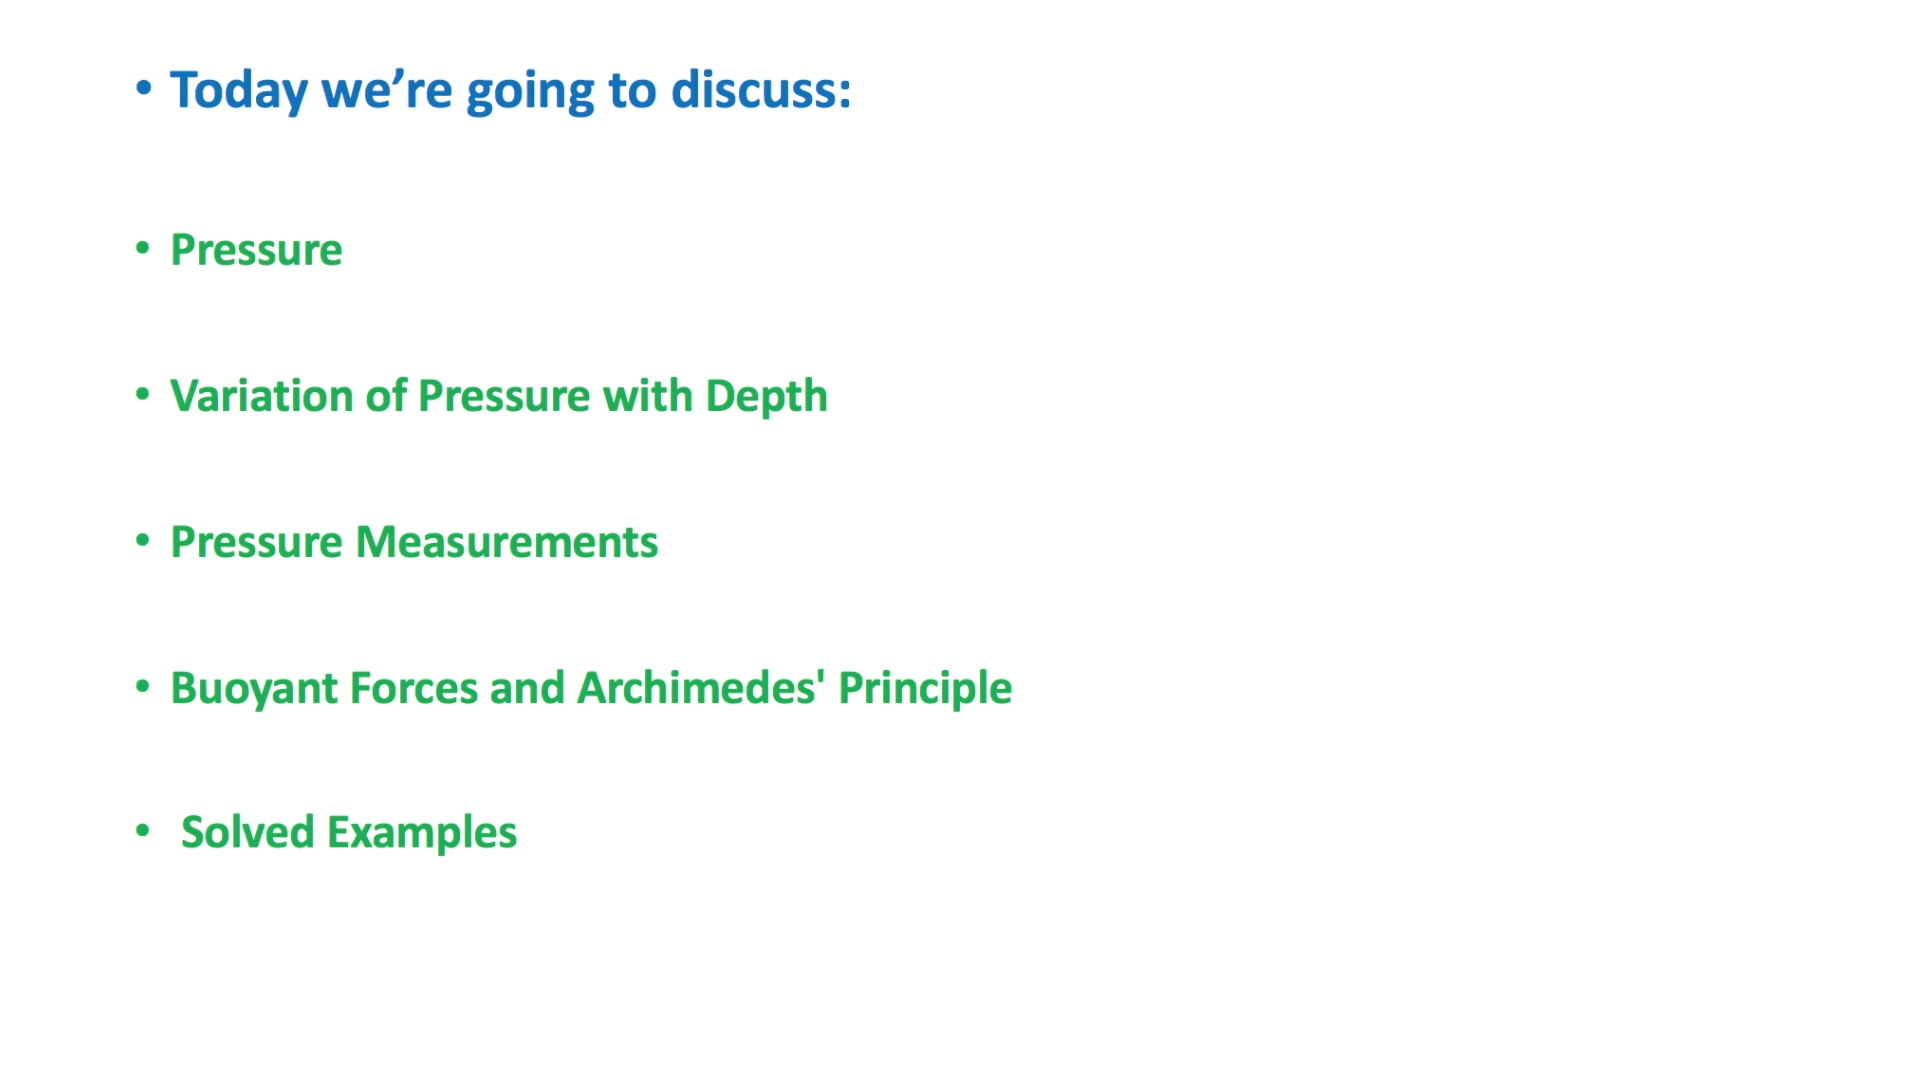 • Today we’re going to discuss:
• Pressure
• Variation of Pressure with Depth
• Pressure Measurements
• Buoyant Forces and Archimedes' Principle
• Solved Examples